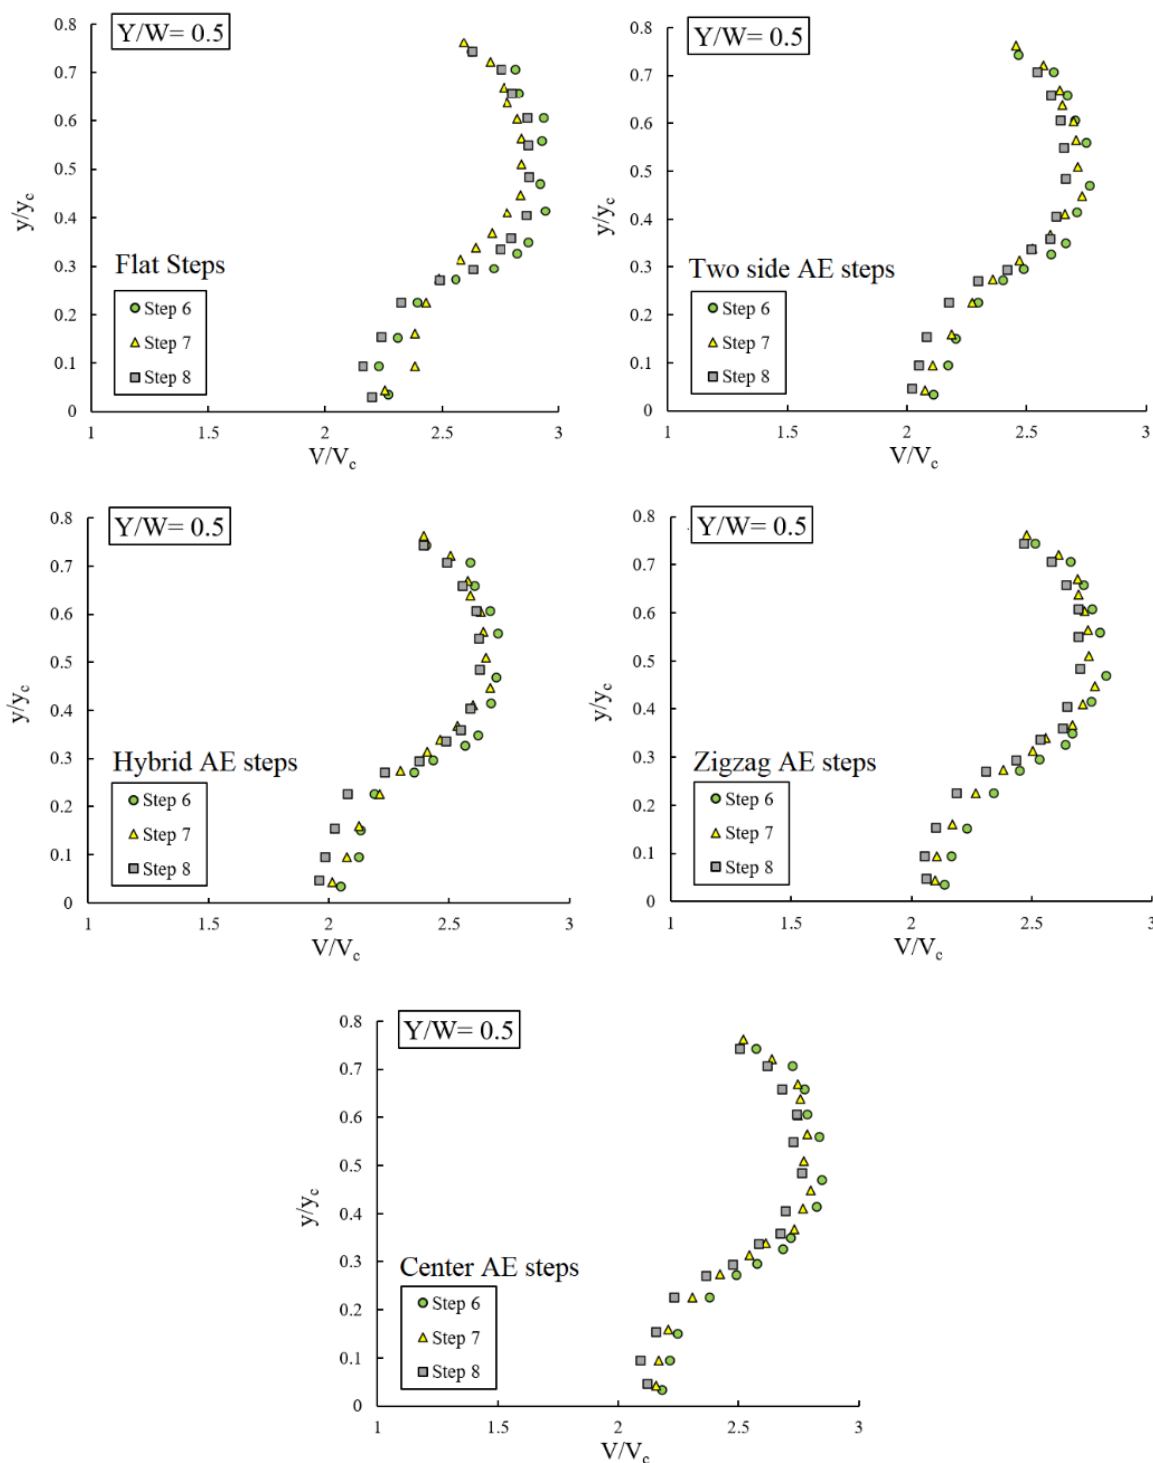 Y/W= 0.5
0.8
0.7
0.6
0.5
0.4
0.3
0.2
0.1
0
y/yc
Flat Steps
Step 6
Step 7
Step 8
1
1.5
2
2.5
3
V/Vc
Y/W= 0.5
0.8
0.7
0.6
0.5
0.4
0.3
0.2
0.1
0
y/yc
Two side AE steps
Step 6
Step 7
Step 8
1
1.5
2
2.5
3
V/Vc
Y/W= 0.5
0.8
0.7
0.6
0.5
0.4
0.3
0.2
0.1
0
y/yc
Hybrid AE steps
Step 6
Step 7
Step 8
1
1.5
2
2.5
3
V/Vc
Y/W= 0.5
0.8
0.7
0.6
0.5
0.4
0.3
0.2
0.1
0
y/yc
Zigzag AE steps
Step 6
Step 7
Step 8
1
1.5
2
2.5
3
V/Vc
Y/W= 0.5
0.8
0.7
0.6
0.5
0.4
0.3
0.2
0.1
0
y/yc
Center AE steps
Step 6
Step 7
Step 8
1
1.5
2
2.5
3
V/Vc